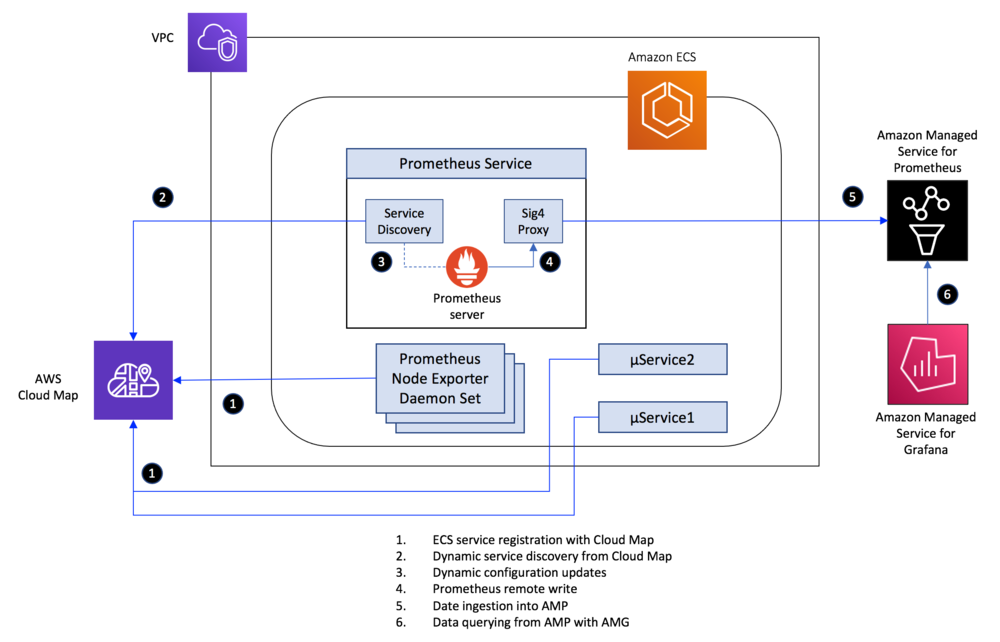 VPC
Amazon ECS
Amazon Managed
Service for
Prometheus
Prometheus Service
2
5
Service
Discovery
Sig4
Proxy
3
4
Prometheus
server
6
AWS
Cloud Map
Prometheus
Node Exporter
Daemon Set
µService2
1
µService1
Amazon Managed
Service for
Grafana
1
1. ECS service registration with Cloud Map
2. Dynamic service discovery from Cloud Map
3. Dynamic configuration updates
4. Prometheus remote write
5. Date ingestion into AMP
6. Data querying from AMP with AMG